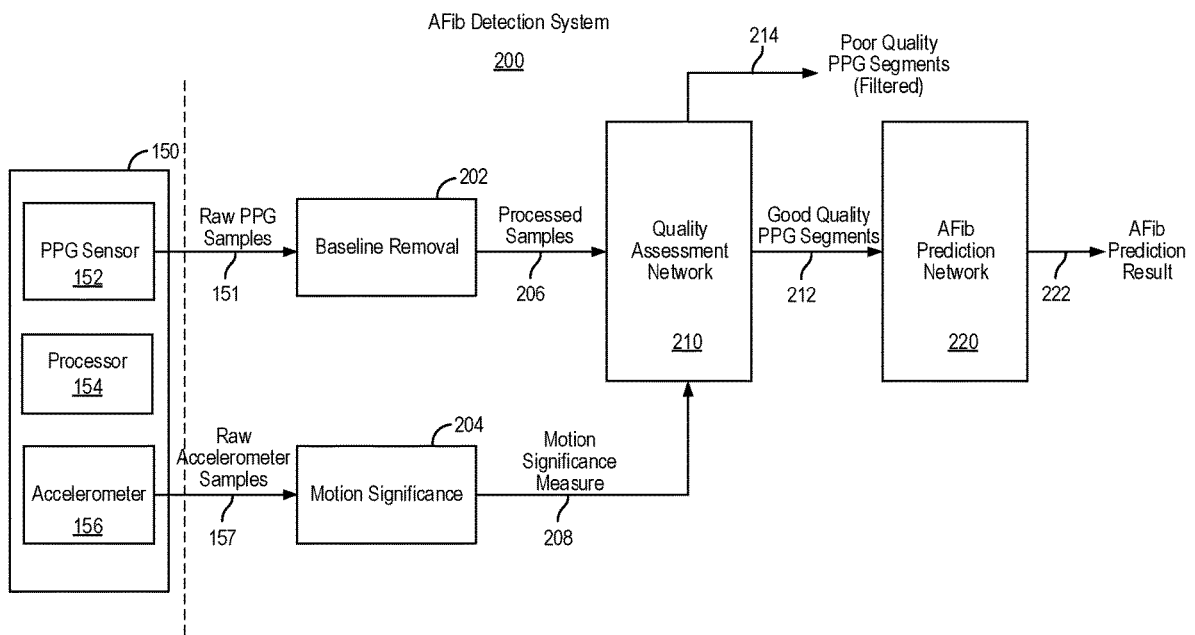 AFib Detection System
200
214
Poor Quality
PPG Segments
(Filtered)
150
202
Raw PPG
Samples
Processed
Samples
Good Quality
PPG Segments
PPG Sensor
152
Baseline Removal
Quality
Assessment
Network
AFib
Prediction
Network
AFib
Prediction
Result
151
206
212
222
210
220
Processor
154
204
Raw
Accelerometer
Samples
Motion
Significance
Measure
Accelerometer
156
Motion Significance
157
208